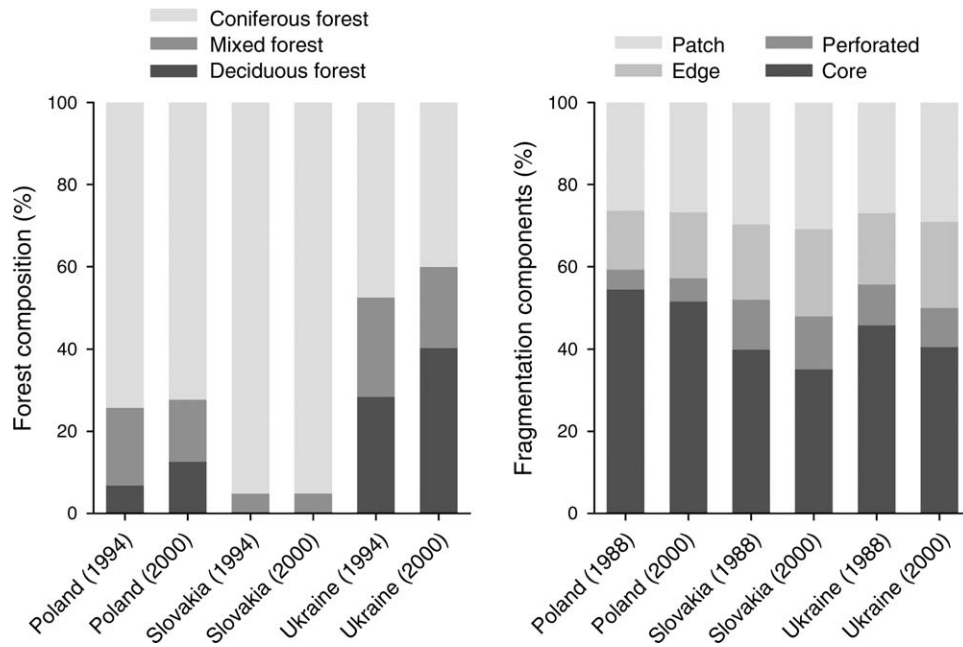 Coniferous forest
Mixed forest
Deciduous forest
Forest composition (%)
100
80
60
40
20
0
Poland (1994)
Poland (2000)
Slovakia (1994)
Slovakia (2000)
Ukraine (1994)
Ukraine (2000)
Patch Perforated
Edge Core
Fragmentation components (%)
100
80
60
40
20
0
Poland (1988)
Poland (2000)
Slovakia (1988)
Slovakia (2000)
Ukraine (1988)
Ukraine (2000)